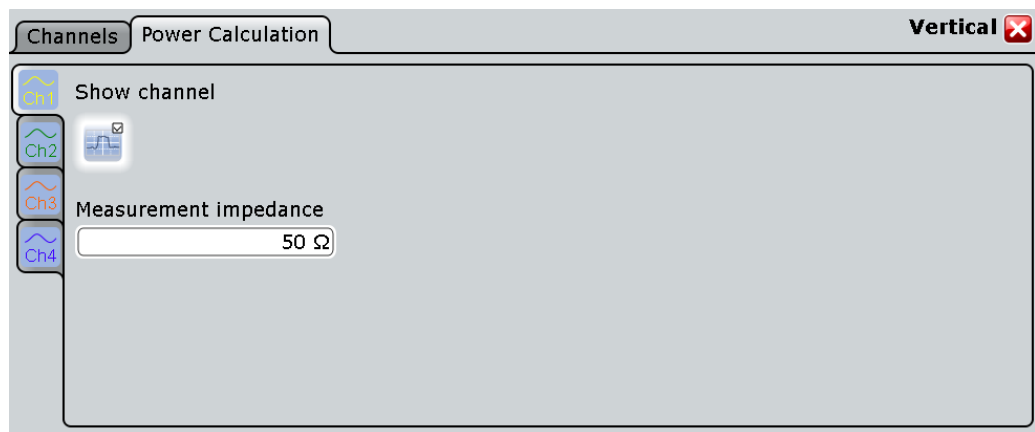 Channels
Power Calculation
Vertical
Ch1
Show channel
Ch2
Ch3
Measurement impedance
50 Ω
Ch4